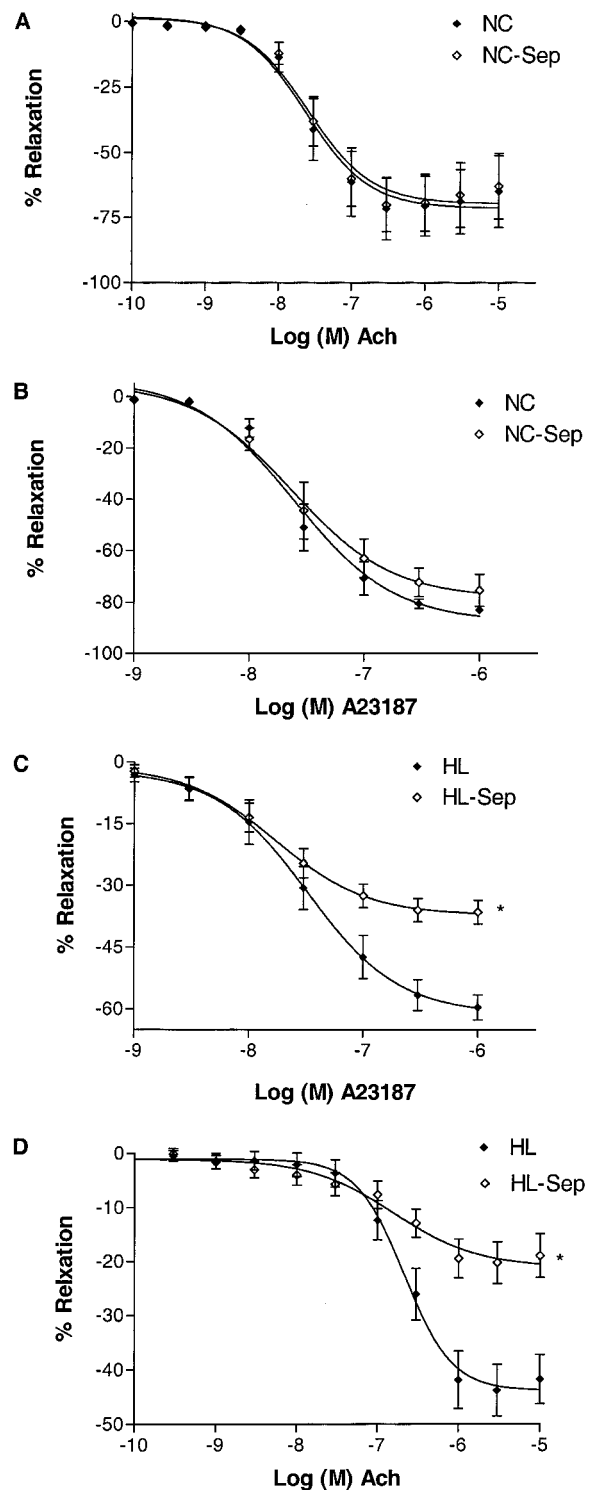 A
NC
NC-Sep
0
-25
-50
-75
-100
% Relaxation
-10 -9 -8 -7 -6 -5
Log (M) Ach
B
NC
NC-Sep
0
-20
-40
-60
-80
-100
% Relaxation
-9 -8 -7 -6
Log (M) A23187
C
HL
HL-Sep
0
-15
-30
-45
-60
% Relaxation
*
-9 -8 -7 -6
Log (M) A23187
D
HL
HL-Sep
0
-10
-20
-30
-40
-50
% Relxation
*
-10 -9 -8 -7 -6 -5
Log (M) Ach